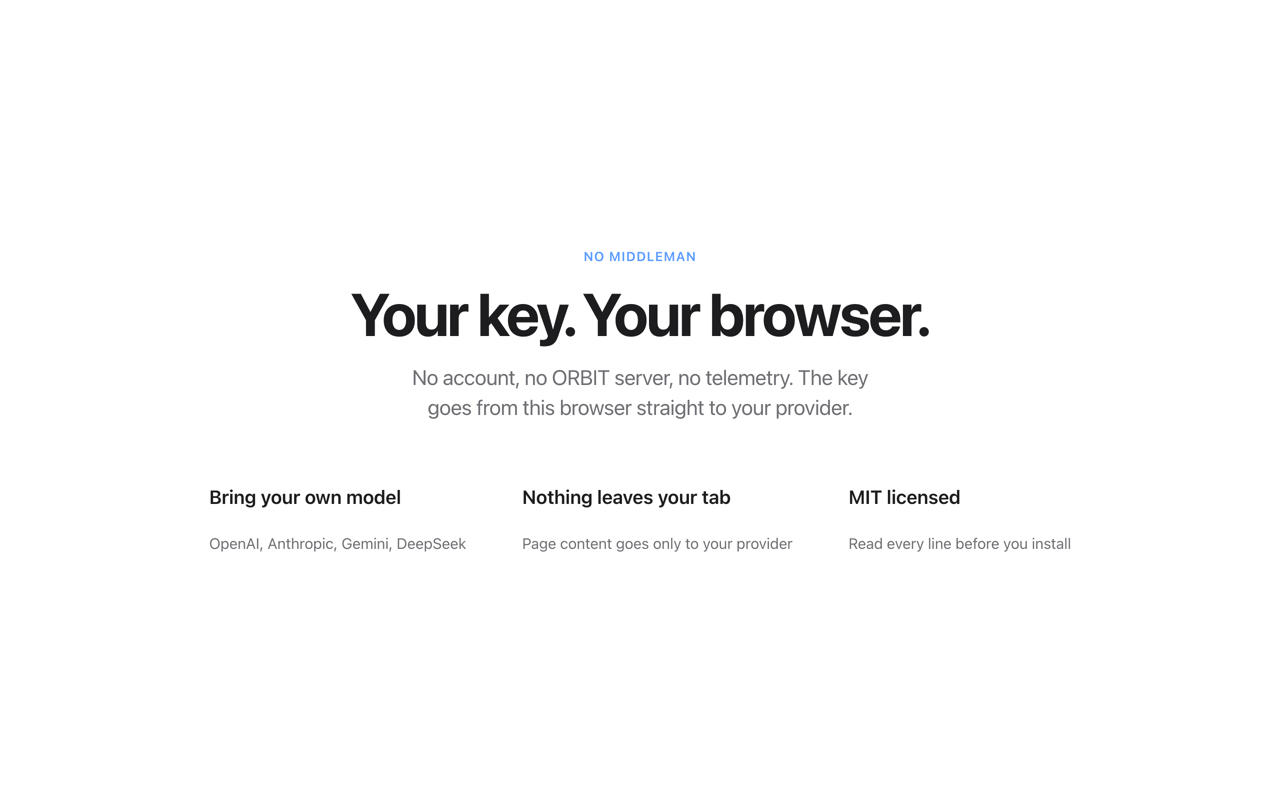 NO MIDDLEMAN
Your key. Your browser.
No account, no ORBIT server, no telemetry. The key
goes from this browser straight to your provider.
Bring your own model
OpenAI, Anthropic, Gemini, DeepSeek
Nothing leaves your tab
Page content goes only to your provider
MIT licensed
Read every line before you install